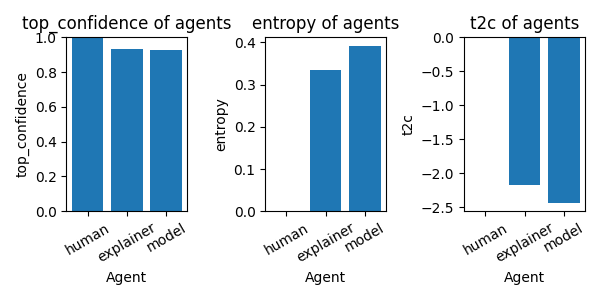 top_confidence of agents
top_confidence
1.0
0.8
0.6
0.4
0.2
0.0
human
explainer
model
Agent
entropy of agents
entropy
0.4
0.3
0.2
0.1
0.0
human
explainer
model
Agent
t2c of agents
t2c
0.0
−0.5
−1.0
−1.5
−2.0
−2.5
human
explainer
model
Agent